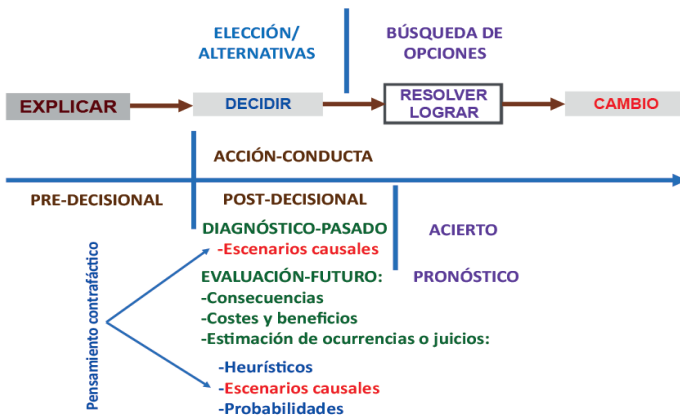 ELECCIÓN/
ALTERNATIVAS
BÚSQUEDA DE
OPCIONES
EXPLICAR
DECIDIR
RESOLVER
LOGRAR
CAMBIO
ACCIÓN-CONDUCTA
PRE-DECISIONAL
POST-DECISIONAL
DIAGNÓSTICO-PASADO
-Escenarios causales
ACIERTO
EVALUACIÓN-FUTURO:
PRONÓSTICO
-Consecuencias
-Costes y beneficios
-Estimación de ocurrencias o juicios:
-Heurísticos
-Escenarios causales
-Probabilidades
Pensamiento contrafáctico